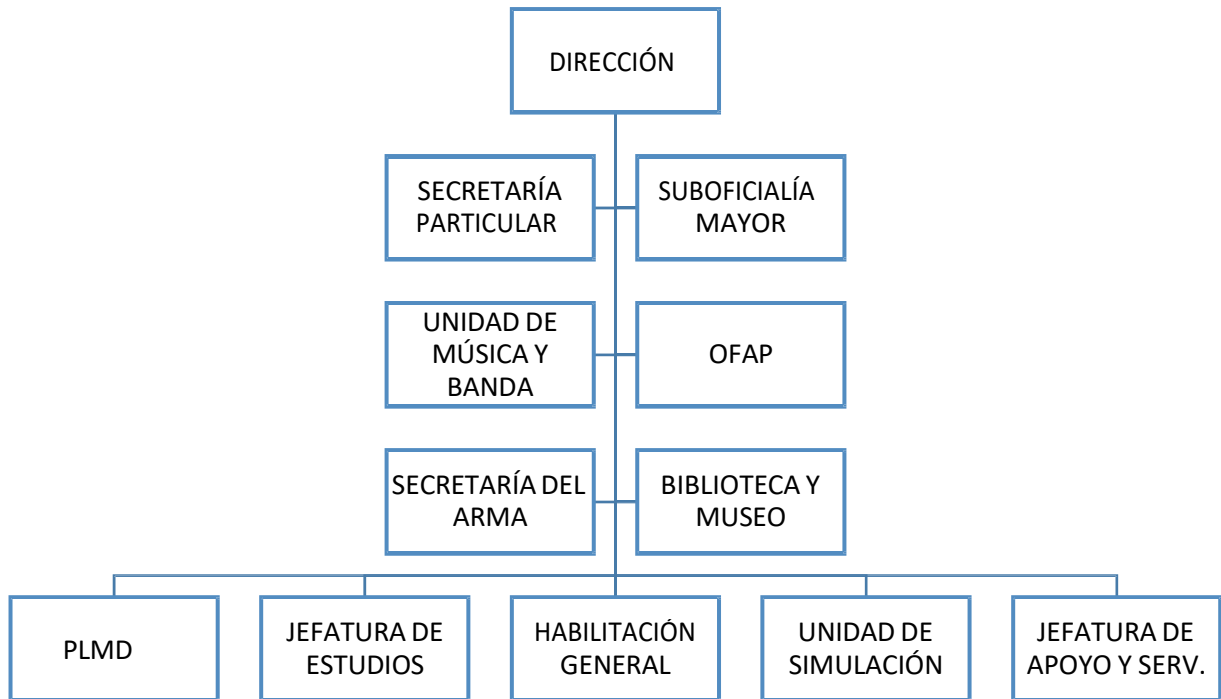 DIRECCIÓN
SECRETARÍA
PARTICULAR
SUBOFICIALÍA
MAYOR
UNIDAD DE
MÚSICA Y
BANDA
OFAP
SECRETARÍA DEL
ARMA
BIBLIOTECA Y
MUSEO
PLMD
JEFATURA DE
ESTUDIOS
HABILITACIÓN
GENERAL
UNIDAD DE
SIMULACIÓN
JEFATURA DE
APOYO Y SERV.